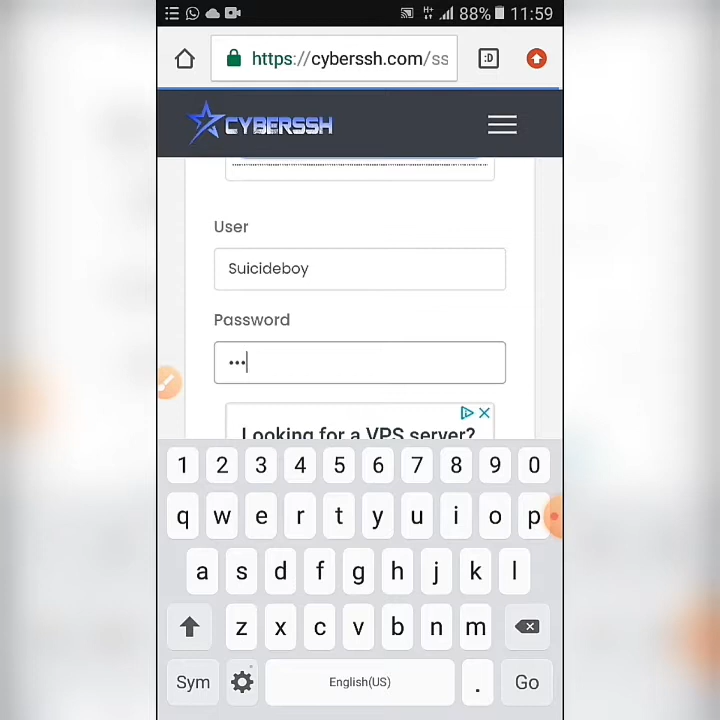 88% 11:59
https://cyberssh.com/ss
:D
CYBERSSH
User
Suicideboy
Password
•••
Looking for a VPS server?
1 2 3 4 5 6 7 8 9 0
q w e r t y u i o p
a s d f g h j k l
z x c v b n m
Sym English(US) . Go